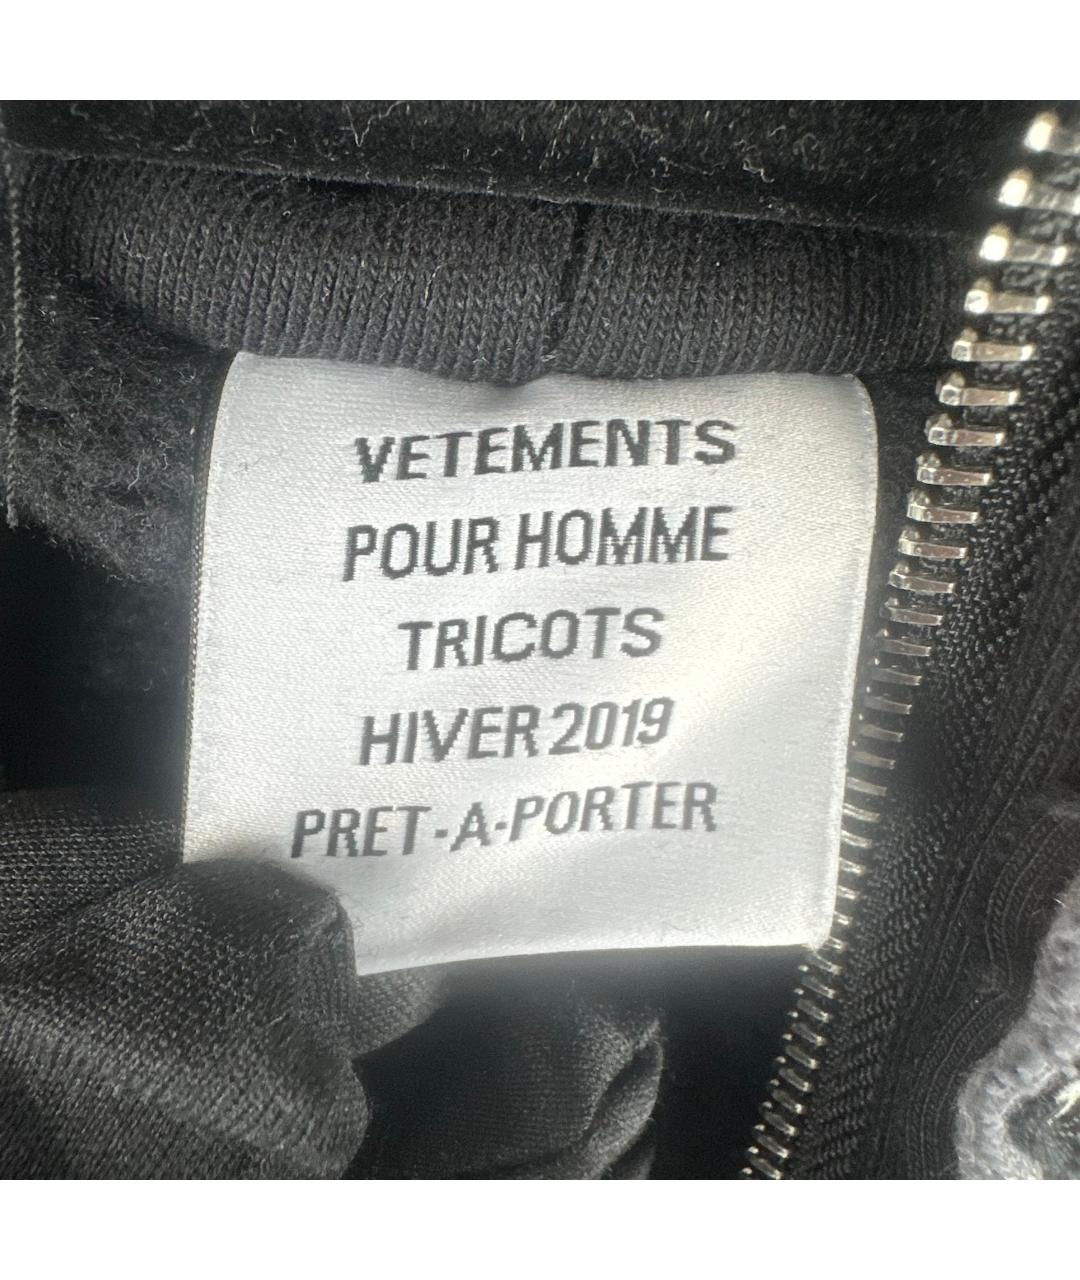 VETEMENTS
POUR HOMME
TRICOTS
HIVER 2019
PRET-A-PORTER